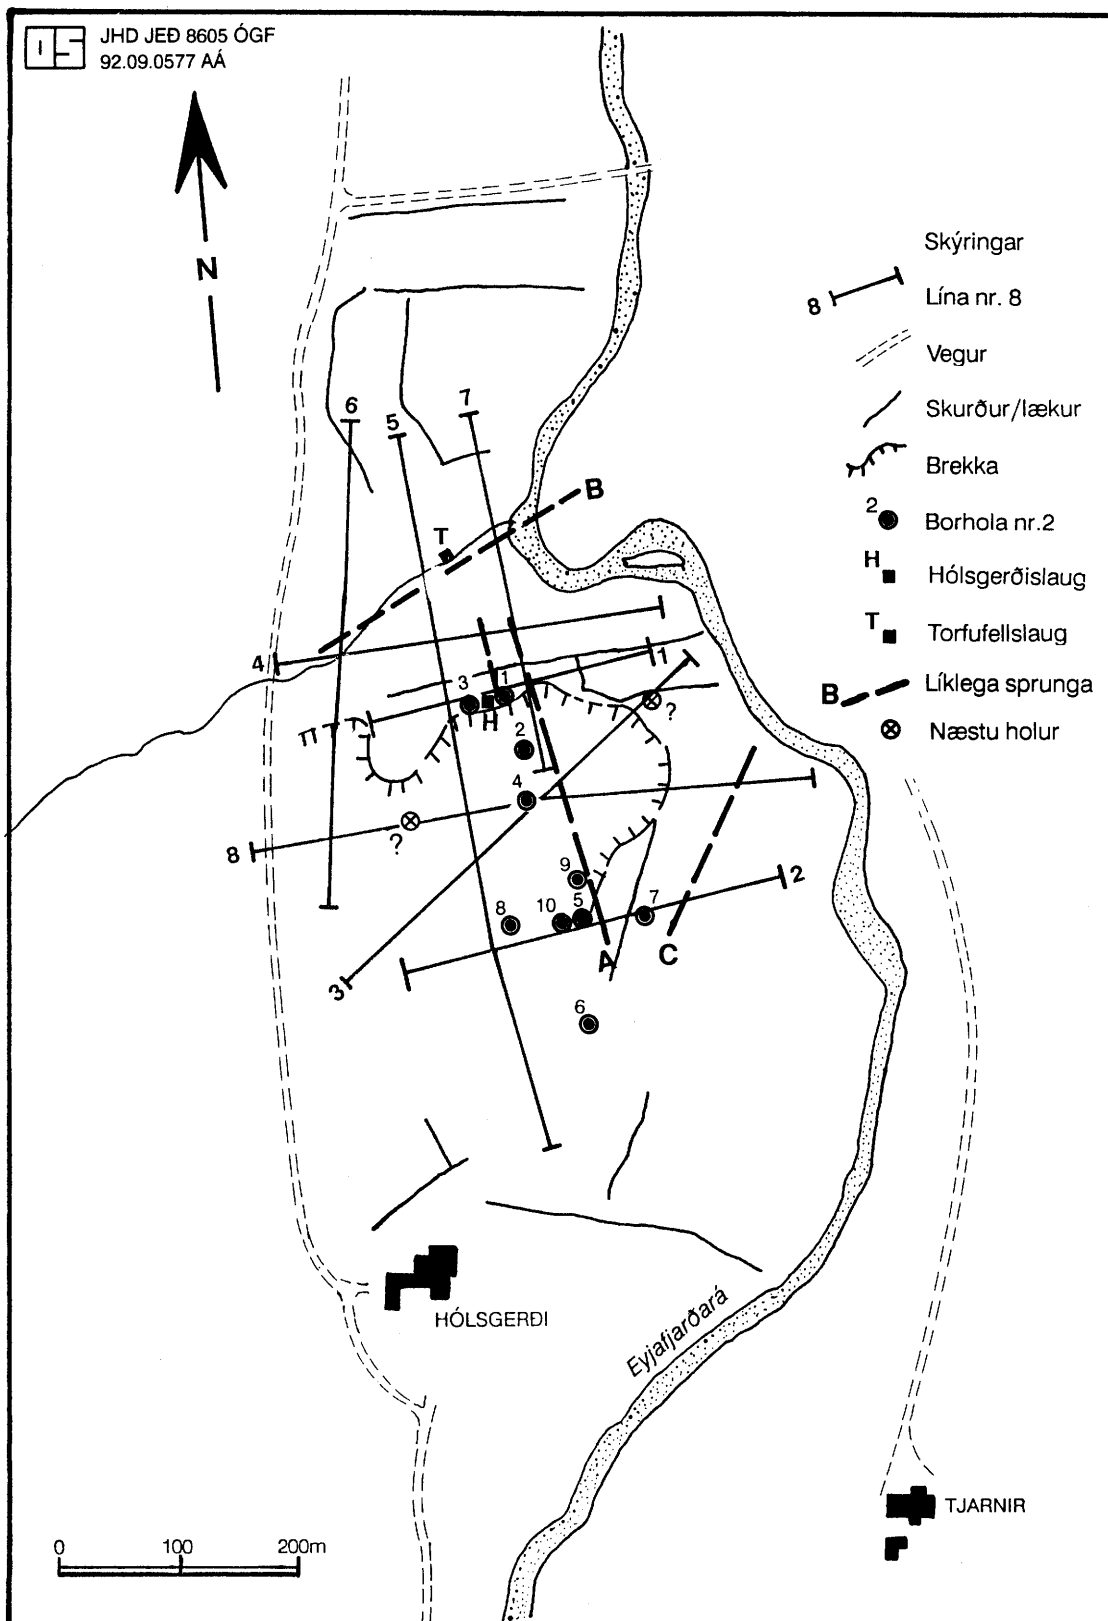 OS
JHD JEÐ 8605 ÓGF
92.09.0577 AÁ
N
Skýringar
8 Lína nr. 8
Vegur
Skurður/lækur
Brekka
2 Borhola nr.2
H Hólsgerðislaug
T Torfufellslaug
B Líklega sprunga
Næstu holur
6
5
7
B
T
4
1
3
1
H
?
2
4
8
?
9
2
8
10
5
7
A
C
3
6
HÓLSGERÐI
Eyjafjarðará
TJARNIR
0 100 200m